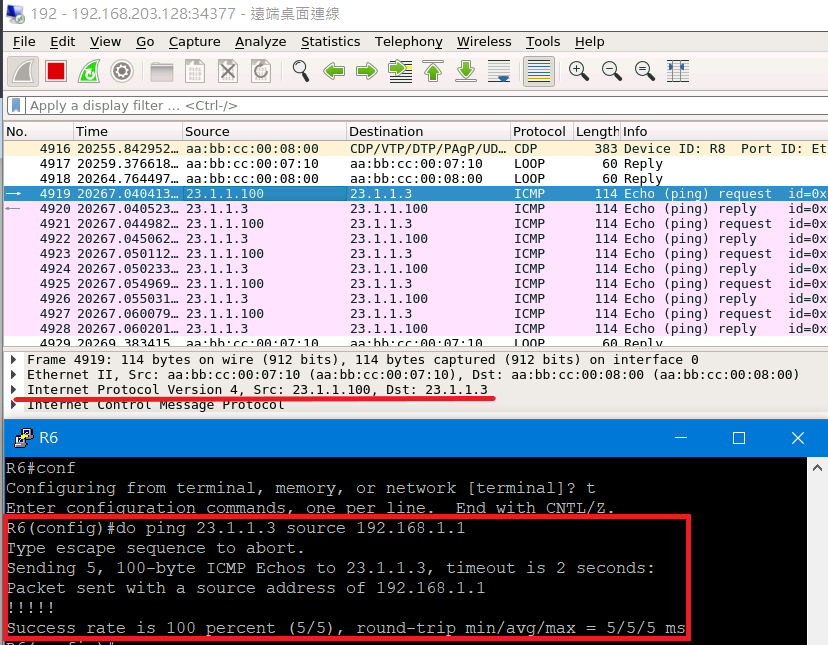 192 - 192.168.203.128:34377 - 遠端桌面連線
File Edit View Go Capture Analyze Statistics Telephony Wireless Tools Help
Apply a display filter ... <Ctrl-/>
No. Time Source Destination Protocol Length Info
4916 20255.842952… aa:bb:cc:00:08:00 CDP/VTP/DTP/PAgP/UD… CDP 383 Device ID: R8 Port ID: Et
4917 20259.376618… aa:bb:cc:00:07:10 aa:bb:cc:00:07:10 LOOP 60 Reply
4918 20264.764497… aa:bb:cc:00:08:00 aa:bb:cc:00:08:00 LOOP 60 Reply
4919 20267.040413… 23.1.1.100 23.1.1.3 ICMP 114 Echo (ping) request id=0x
4920 20267.040523… 23.1.1.3 23.1.1.100 ICMP 114 Echo (ping) reply id=0x
4921 20267.044982… 23.1.1.100 23.1.1.3 ICMP 114 Echo (ping) request id=0x
4922 20267.045062… 23.1.1.3 23.1.1.100 ICMP 114 Echo (ping) reply id=0x
4923 20267.050112… 23.1.1.100 23.1.1.3 ICMP 114 Echo (ping) request id=0x
4924 20267.050233… 23.1.1.3 23.1.1.100 ICMP 114 Echo (ping) reply id=0x
4925 20267.054969… 23.1.1.100 23.1.1.3 ICMP 114 Echo (ping) request id=0x
4926 20267.055031… 23.1.1.3 23.1.1.100 ICMP 114 Echo (ping) reply id=0x
4927 20267.060079… 23.1.1.100 23.1.1.3 ICMP 114 Echo (ping) request id=0x
4928 20267.060201… 23.1.1.3 23.1.1.100 ICMP 114 Echo (ping) reply id=0x
4929 20269.383415… aa:bb:cc:00:07:10 aa:bb:cc:00:07:10 LOOP 60 Reply
Frame 4919: 114 bytes on wire (912 bits), 114 bytes captured (912 bits) on interface 0
Ethernet II, Src: aa:bb:cc:00:07:10 (aa:bb:cc:00:07:10), Dst: aa:bb:cc:00:08:00 (aa:bb:cc:00:08:00)
Internet Protocol Version 4, Src: 23.1.1.100, Dst: 23.1.1.3
Internet Control Message Protocol
R6
R6#conf
Configuring from terminal, memory, or network [terminal]? t
Enter configuration commands, one per line.  End with CNTL/Z.
R6(config)#do ping 23.1.1.3 source 192.168.1.1
Type escape sequence to abort.
Sending 5, 100-byte ICMP Echos to 23.1.1.3, timeout is 2 seconds:
Packet sent with a source address of 192.168.1.1
!!!!!
Success rate is 100 percent (5/5), round-trip min/avg/max = 5/5/5 ms
R6(config)#